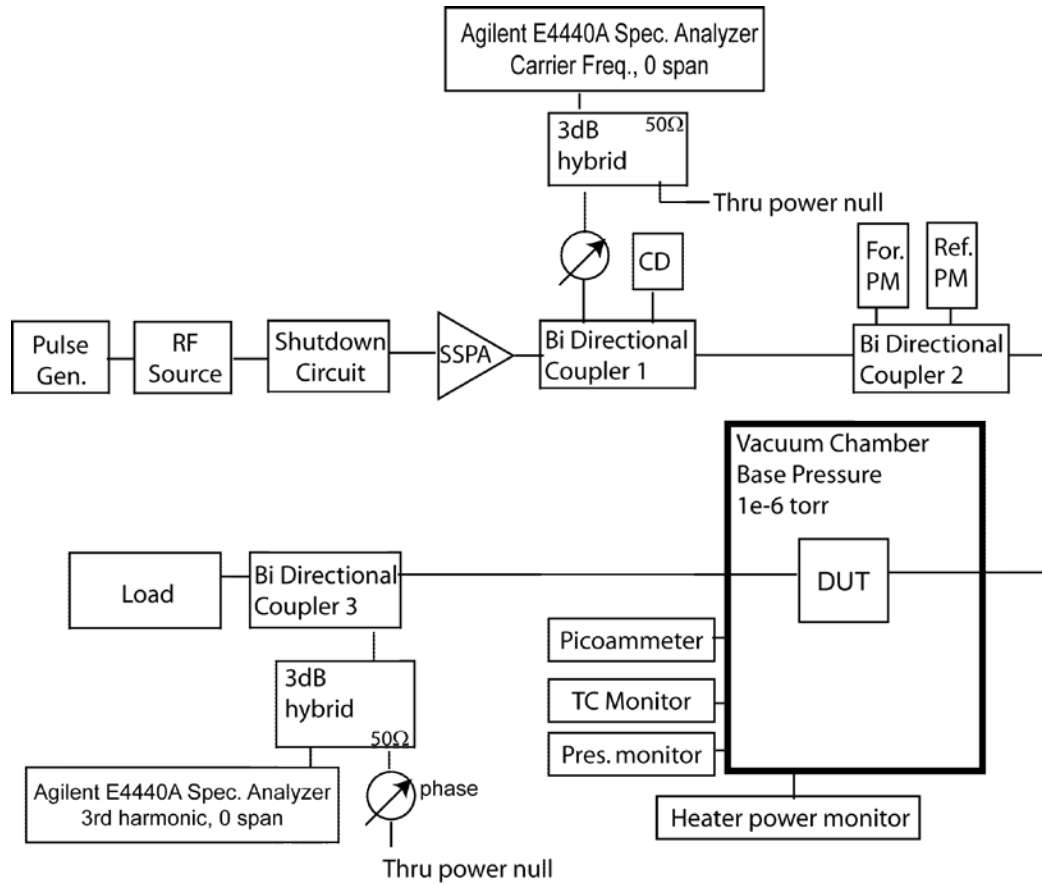 Agilent E4440A Spec. Analyzer
Carrier Freq., 0 span
3dB
hybrid
50Ω
Thru power null
CD
For.
PM
Ref.
PM
Pulse
Gen.
RF
Source
Shutdown
Circuit
SSPA
Bi Directional
Coupler 1
Bi Directional
Coupler 2
Vacuum Chamber
Base Pressure
1e-6 torr
DUT
Load
Bi Directional
Coupler 3
Picoammeter
TC Monitor
Pres. monitor
Heater power monitor
3dB
hybrid
50Ω
phase
Agilent E4440A Spec. Analyzer
3rd harmonic, 0 span
Thru power null